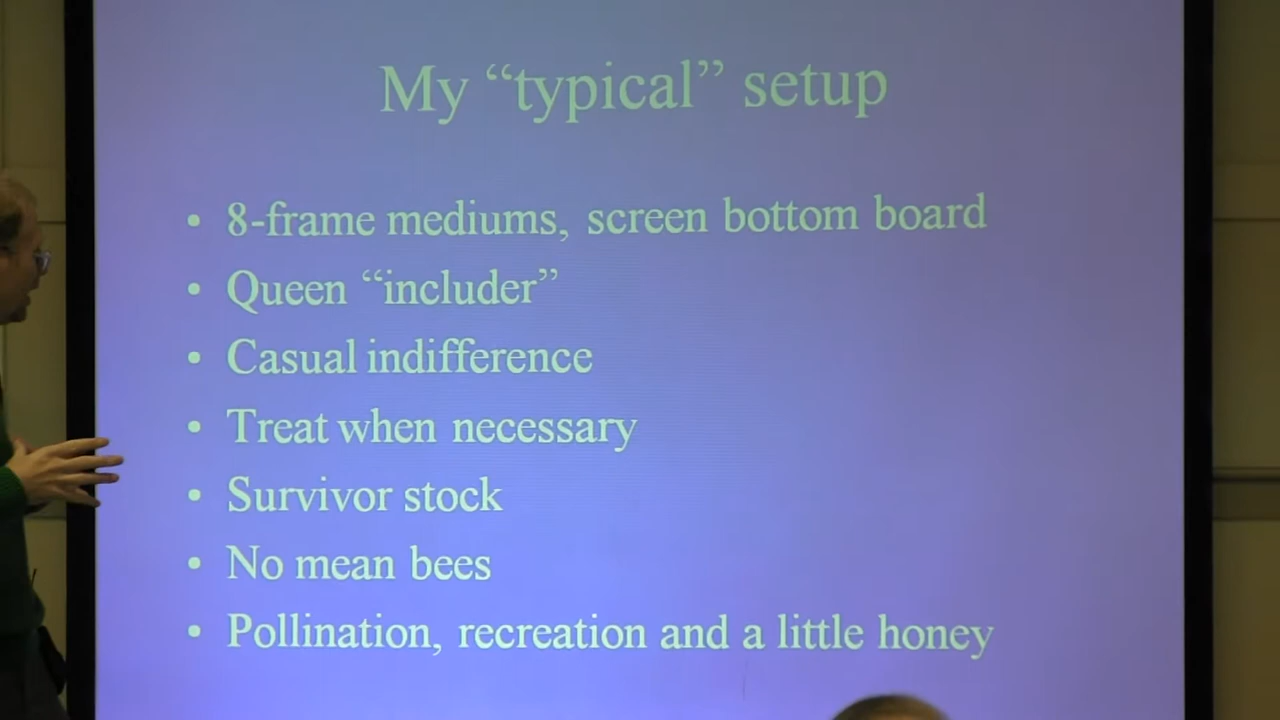 My “typical” setup
• 8-frame mediums, screen bottom board
• Queen “includer”
• Casual indifference
• Treat when necessary
• Survivor stock
• No mean bees
• Pollination, recreation and a little honey